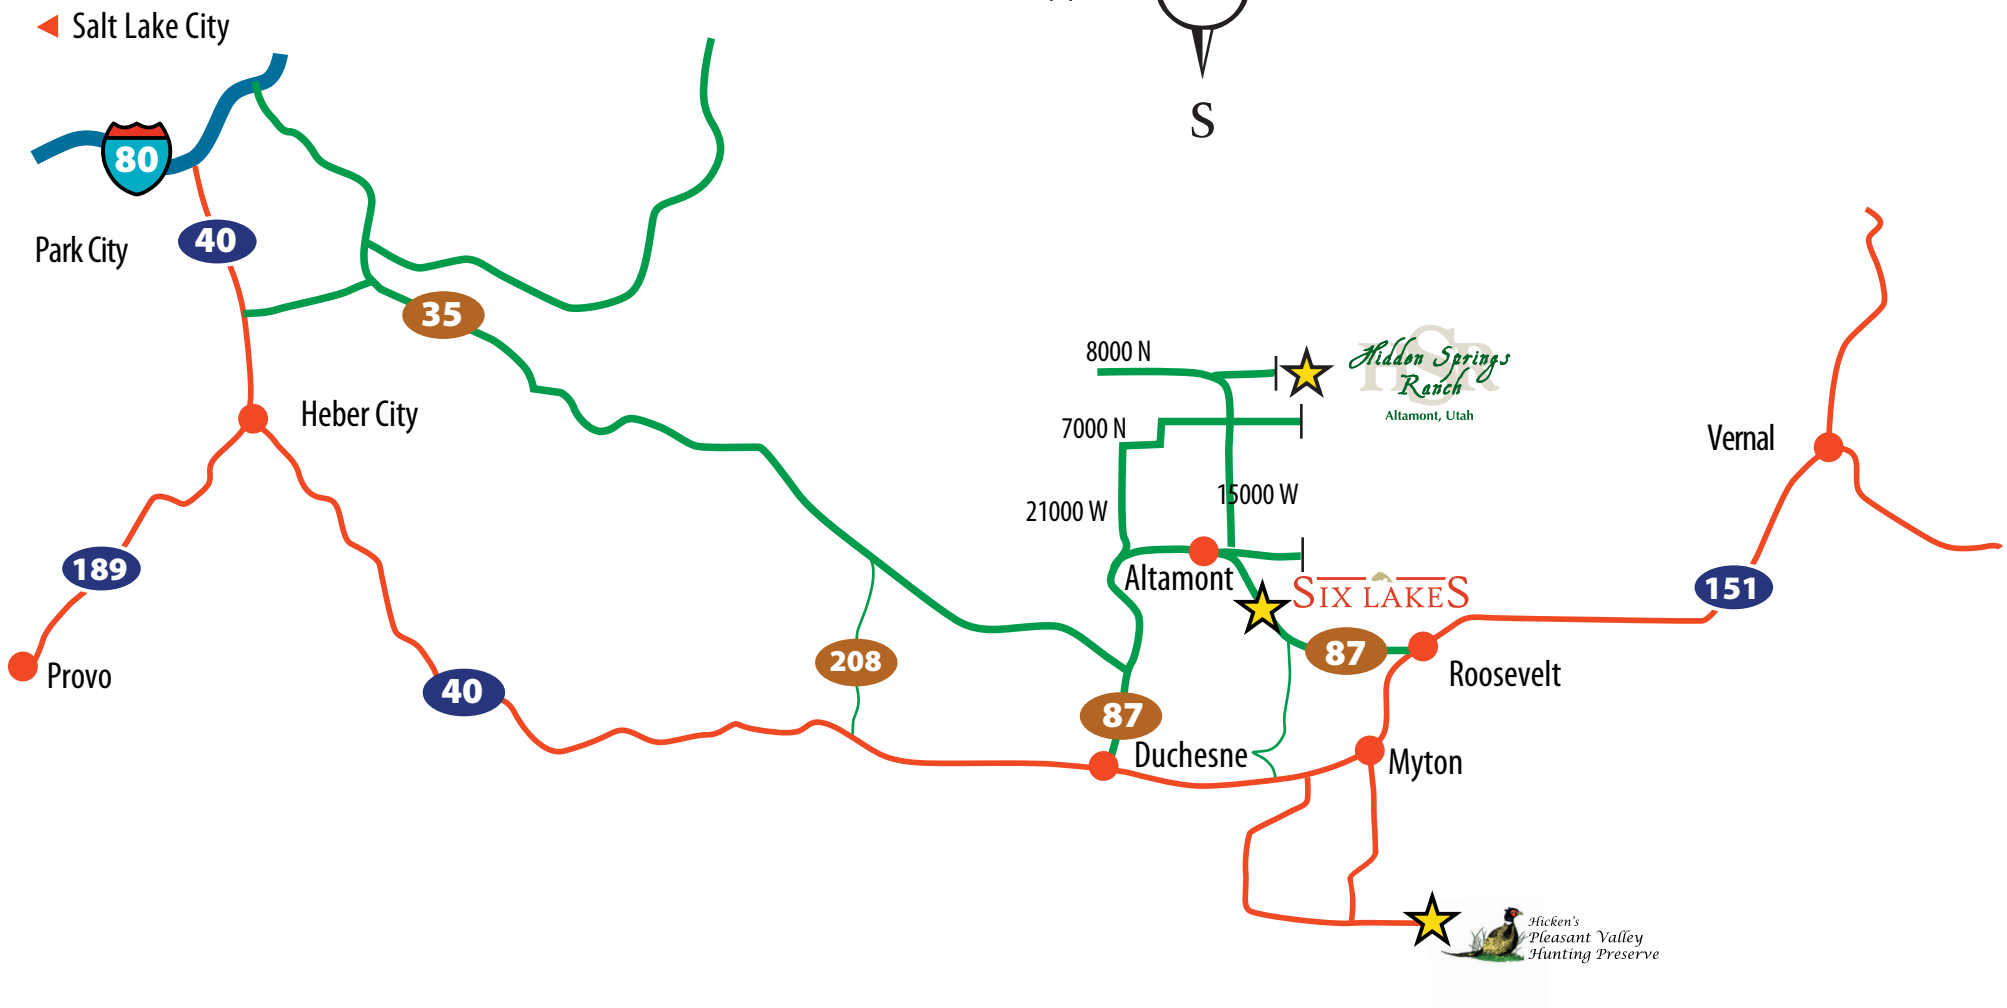 Salt Lake City
S
80
Park City
40
35
8000 N
Hidden Springs
Ranch
HSR
Altamont, Utah
Heber City
7000 N
Vernal
21000 W
15000 W
189
Altamont
SIX LAKES
151
Provo
208
87
Roosevelt
40
87
Duchesne
Myton
Hicken's
Pleasant Valley
Hunting Preserve